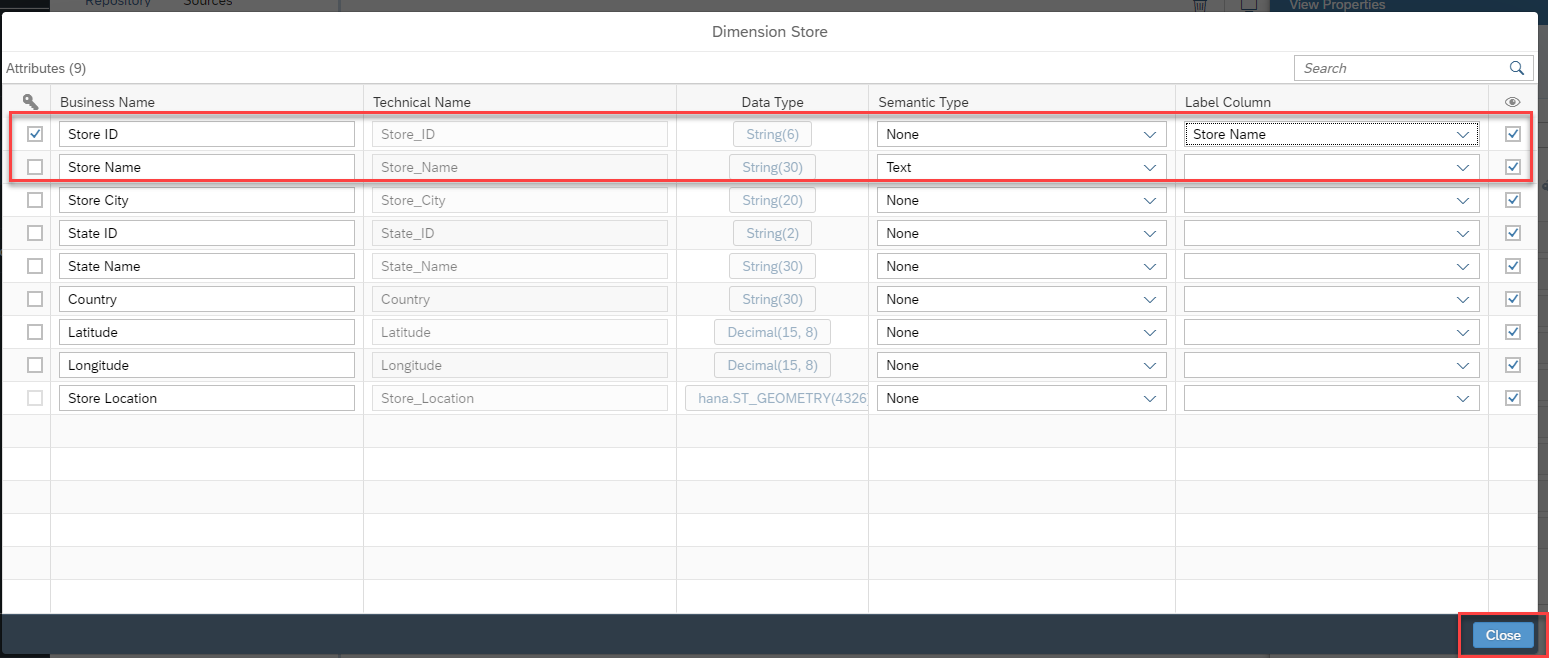 Repository Sources View Properties
Dimension Store
Attributes (9) Search
Business Name Technical Name Data Type Semantic Type Label Column
Store ID Store_ID String(6) None Store Name
Store Name Store_Name String(30) Text
Store City Store_City String(20) None
State ID State_ID String(2) None
State Name State_Name String(30) None
Country Country String(30) None
Latitude Latitude Decimal(15, 8) None
Longitude Longitude Decimal(15, 8) None
Store Location Store_Location hana.ST_GEOMETRY(4326 None
Close